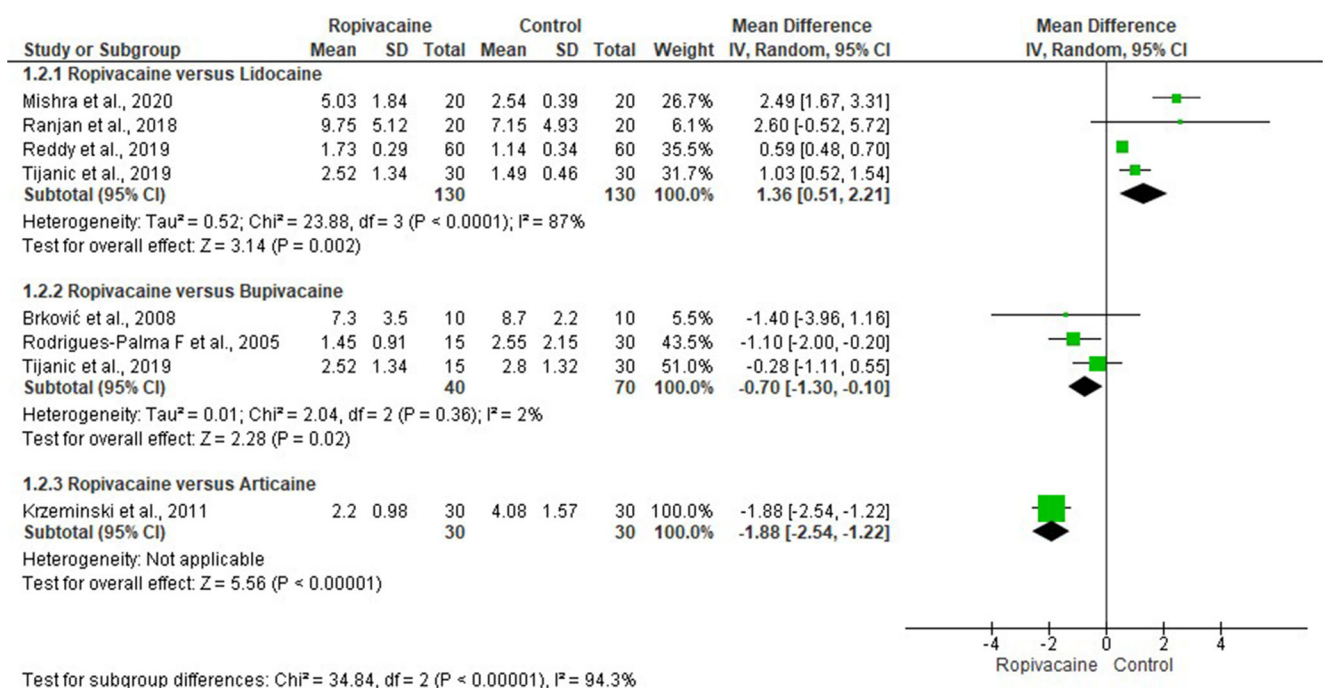 Ropivacaine Control Mean Difference Mean Difference
Study or Subgroup Mean SD Total Mean SD Total Weight IV, Random, 95% CI IV, Random, 95% CI
1.2.1 Ropivacaine versus Lidocaine
Mishra et al., 2020 5.03 1.84 20 2.54 0.39 20 26.7% 2.49 [1.67, 3.31]
Ranjan et al., 2018 9.75 5.12 20 7.15 4.93 20 6.1% 2.60 [-0.52, 5.72]
Reddy et al., 2019 1.73 0.29 60 1.14 0.34 60 35.5% 0.59 [0.48, 0.70]
Tijanic et al., 2019 2.52 1.34 30 1.49 0.46 30 31.7% 1.03 [0.52, 1.54]
Subtotal (95% CI) 130 130 100.0% 1.36 [0.51, 2.21]
Heterogeneity: Tau² = 0.52; Chi² = 23.88, df = 3 (P < 0.0001); I² = 87%
Test for overall effect: Z = 3.14 (P = 0.002)
1.2.2 Ropivacaine versus Bupivacaine
Brković et al., 2008 7.3 3.5 10 8.7 2.2 10 5.5% -1.40 [-3.96, 1.16]
Rodrigues-Palma F et al., 2005 1.45 0.91 15 2.55 2.15 30 43.5% -1.10 [-2.00, -0.20]
Tijanic et al., 2019 2.52 1.34 15 2.8 1.32 30 51.0% -0.28 [-1.11, 0.55]
Subtotal (95% CI) 40 70 100.0% -0.70 [-1.30, -0.10]
Heterogeneity: Tau² = 0.01; Chi² = 2.04, df = 2 (P = 0.36); I² = 2%
Test for overall effect: Z = 2.28 (P = 0.02)
1.2.3 Ropivacaine versus Articaine
Krzeminski et al., 2011 2.2 0.98 30 4.08 1.57 30 100.0% -1.88 [-2.54, -1.22]
Subtotal (95% CI) 30 30 100.0% -1.88 [-2.54, -1.22]
Heterogeneity: Not applicable
Test for overall effect: Z = 5.56 (P < 0.00001)
-4 -2 0 2 4
Ropivacaine Control
Test for subgroup differences: Chi² = 34.84, df = 2 (P < 0.00001), I² = 94.3%